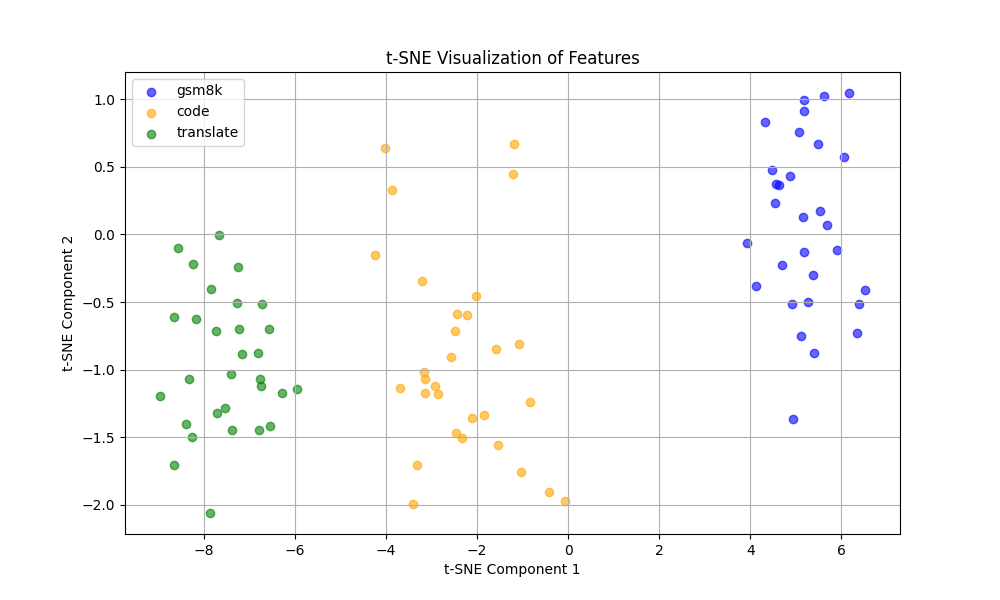 t-SNE Visualization of Features
gsm8k
code
translate
1.0
0.5
0.0
−0.5
−1.0
−1.5
−2.0
t-SNE Component 2
−8 −6 −4 −2 0 2 4 6
t-SNE Component 1